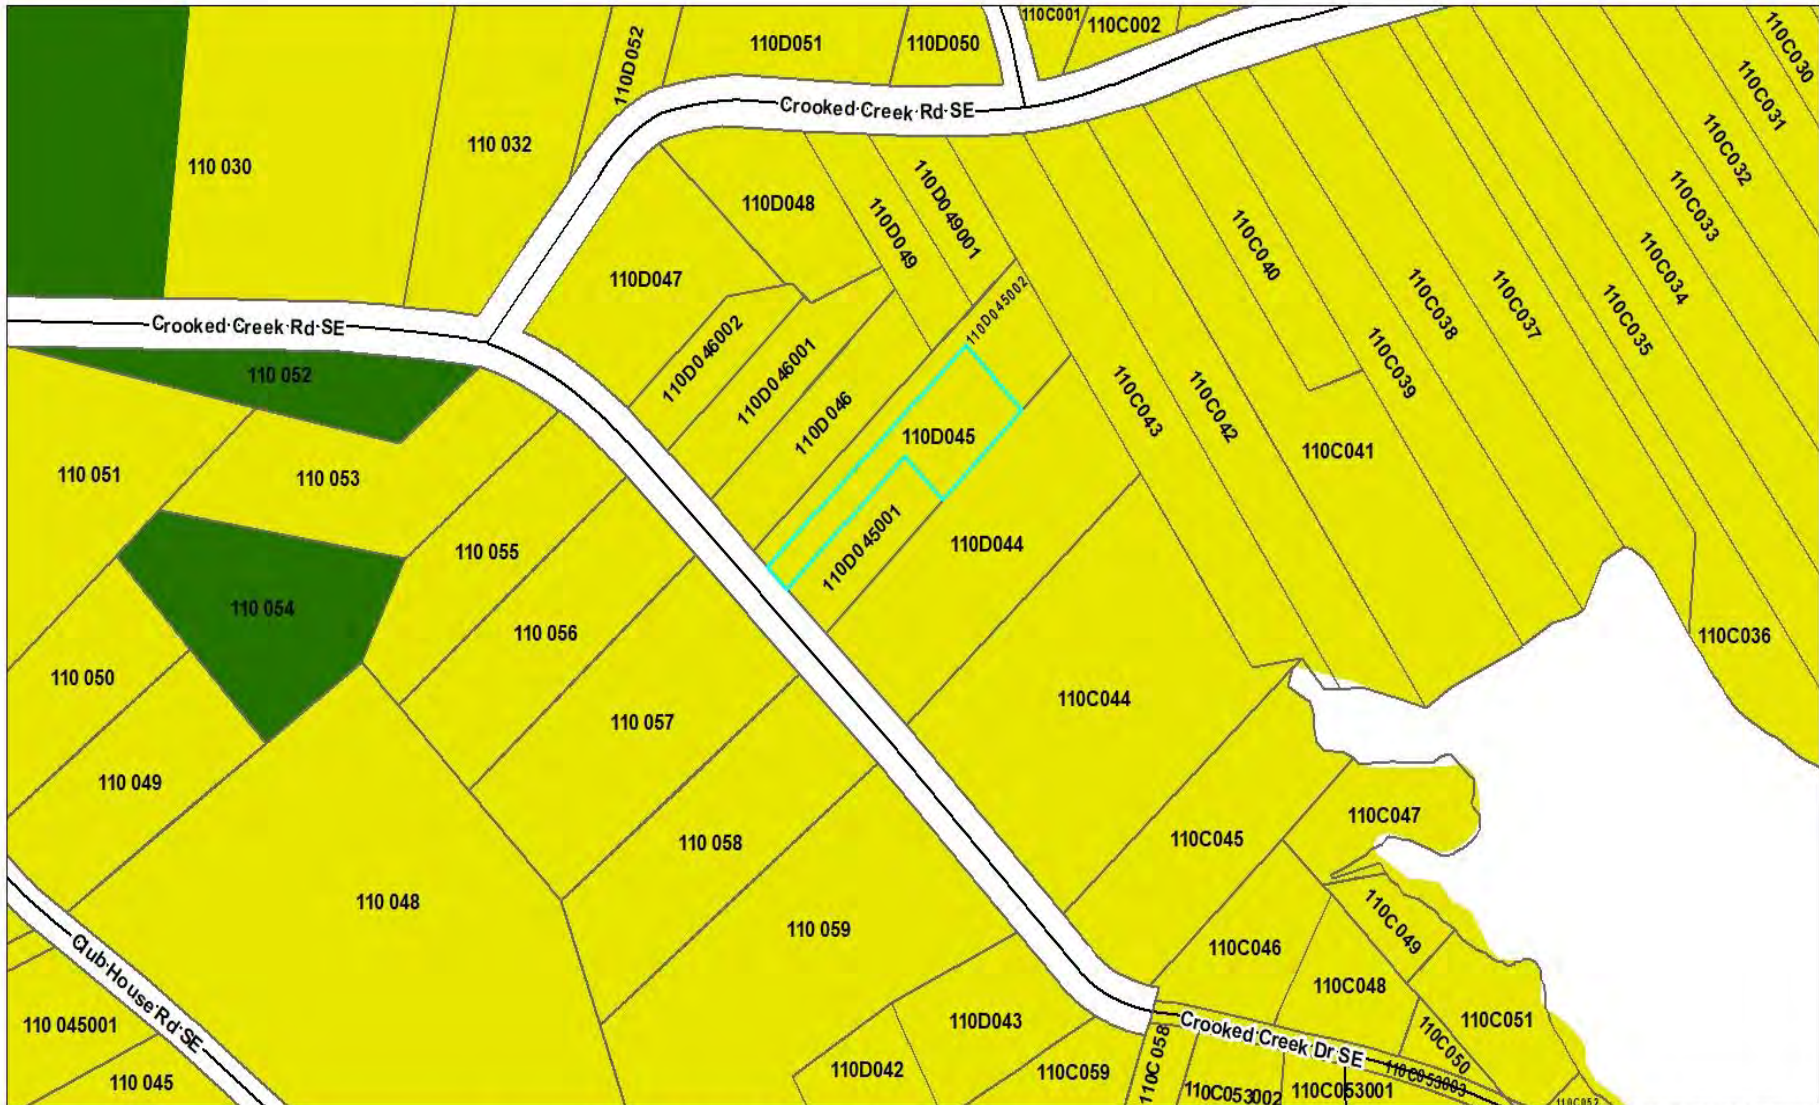 110C001
110C002
110D052
110D051
110D050
110C030
110C031
110C032
110C033
110C034
110C035
Crooked Creek Rd SE
110 030
110 032
110D048
110D049001
110D049
110C040
110C037
110C038
110C039
110D047
110D045002
Crooked Creek Rd SE
110D046002
110D046001
110D046
110 052
110C043
110C042
110C041
110D045
110 051
110 053
110D045001
110D044
110 055
110 054
110 056
110C036
110 050
110 057
110C044
110 049
110C047
110 058
110C045
110 048
110 059
110C049
110C046
Club House Rd SE
110C048
110 045001
110D043
110C051
Crooked Creek Dr SE
110C050
110C058
110D042
110C059
110 045
110C053003
110C053002
110C053001
110C052